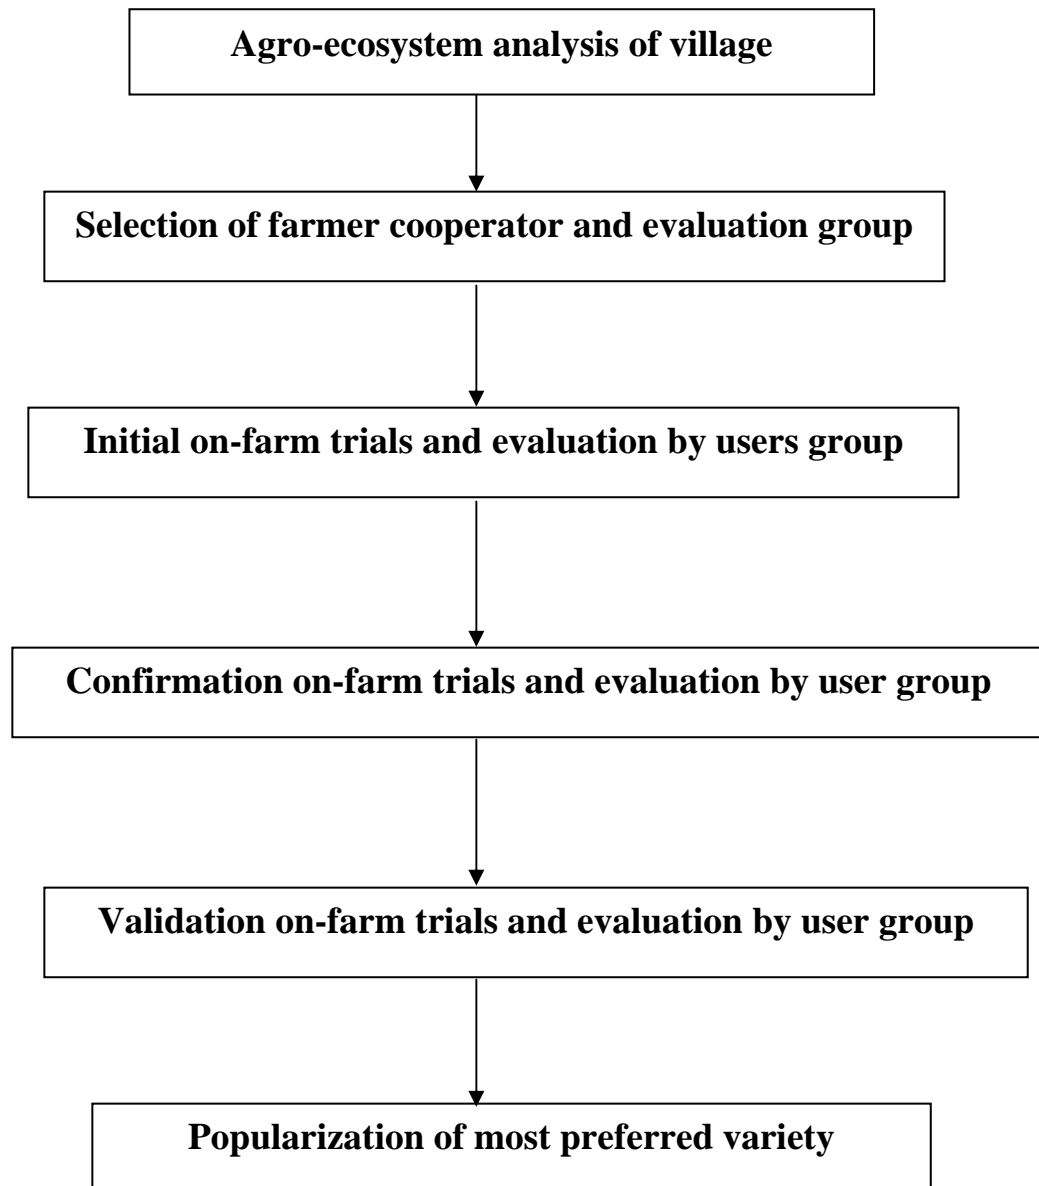 Agro-ecosystem analysis of village
Selection of farmer cooperator and evaluation group
Initial on-farm trials and evaluation by users group
Confirmation on-farm trials and evaluation by user group
Validation on-farm trials and evaluation by user group
Popularization of most preferred variety